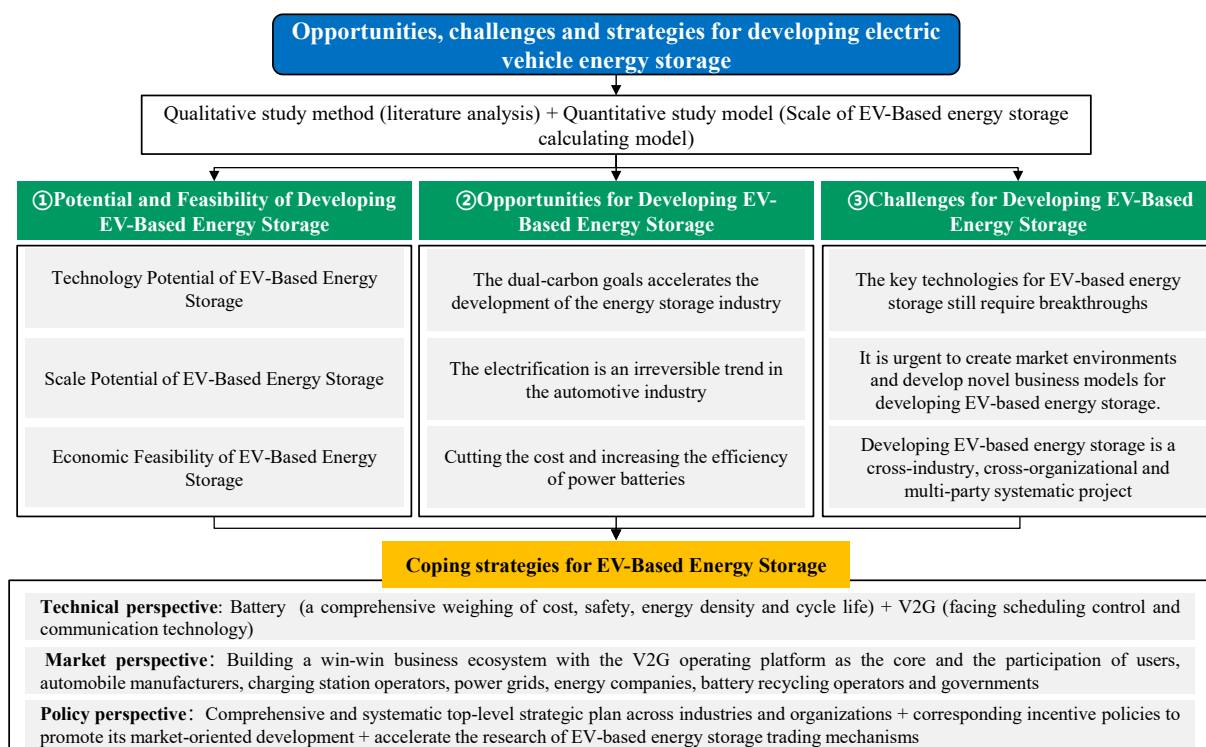 Opportunities, challenges and strategies for developing electric
vehicle energy storage
Qualitative study method (literature analysis) + Quantitative study model (Scale of EV-Based energy storage
calculating model)
①Potential and Feasibility of Developing
EV-Based Energy Storage
Technology Potential of EV-Based Energy
Storage
Scale Potential of EV-Based Energy Storage
Economic Feasibility of EV-Based Energy
Storage
②Opportunities for Developing EV-
Based Energy Storage
The dual-carbon goals accelerates the
development of the energy storage industry
The electrification is an irreversible trend in
the automotive industry
Cutting the cost and increasing the efficiency
of power batteries
③Challenges for Developing EV-Based
Energy Storage
The key technologies for EV-based energy
storage still require breakthroughs
It is urgent to create market environments
and develop novel business models for
developing EV-based energy storage.
Developing EV-based energy storage is a
cross-industry, cross-organizational and
multi-party systematic project
Coping strategies for EV-Based Energy Storage
Technical perspective: Battery (a comprehensive weighing of cost, safety, energy density and cycle life) + V2G (facing scheduling control and
communication technology)
Market perspective：Building a win-win business ecosystem with the V2G operating platform as the core and the participation of users,
automobile manufacturers, charging station operators, power grids, energy companies, battery recycling operators and governments
Policy perspective：Comprehensive and systematic top-level strategic plan across industries and organizations + corresponding incentive policies to
promote its market-oriented development + accelerate the research of EV-based energy storage trading mechanisms